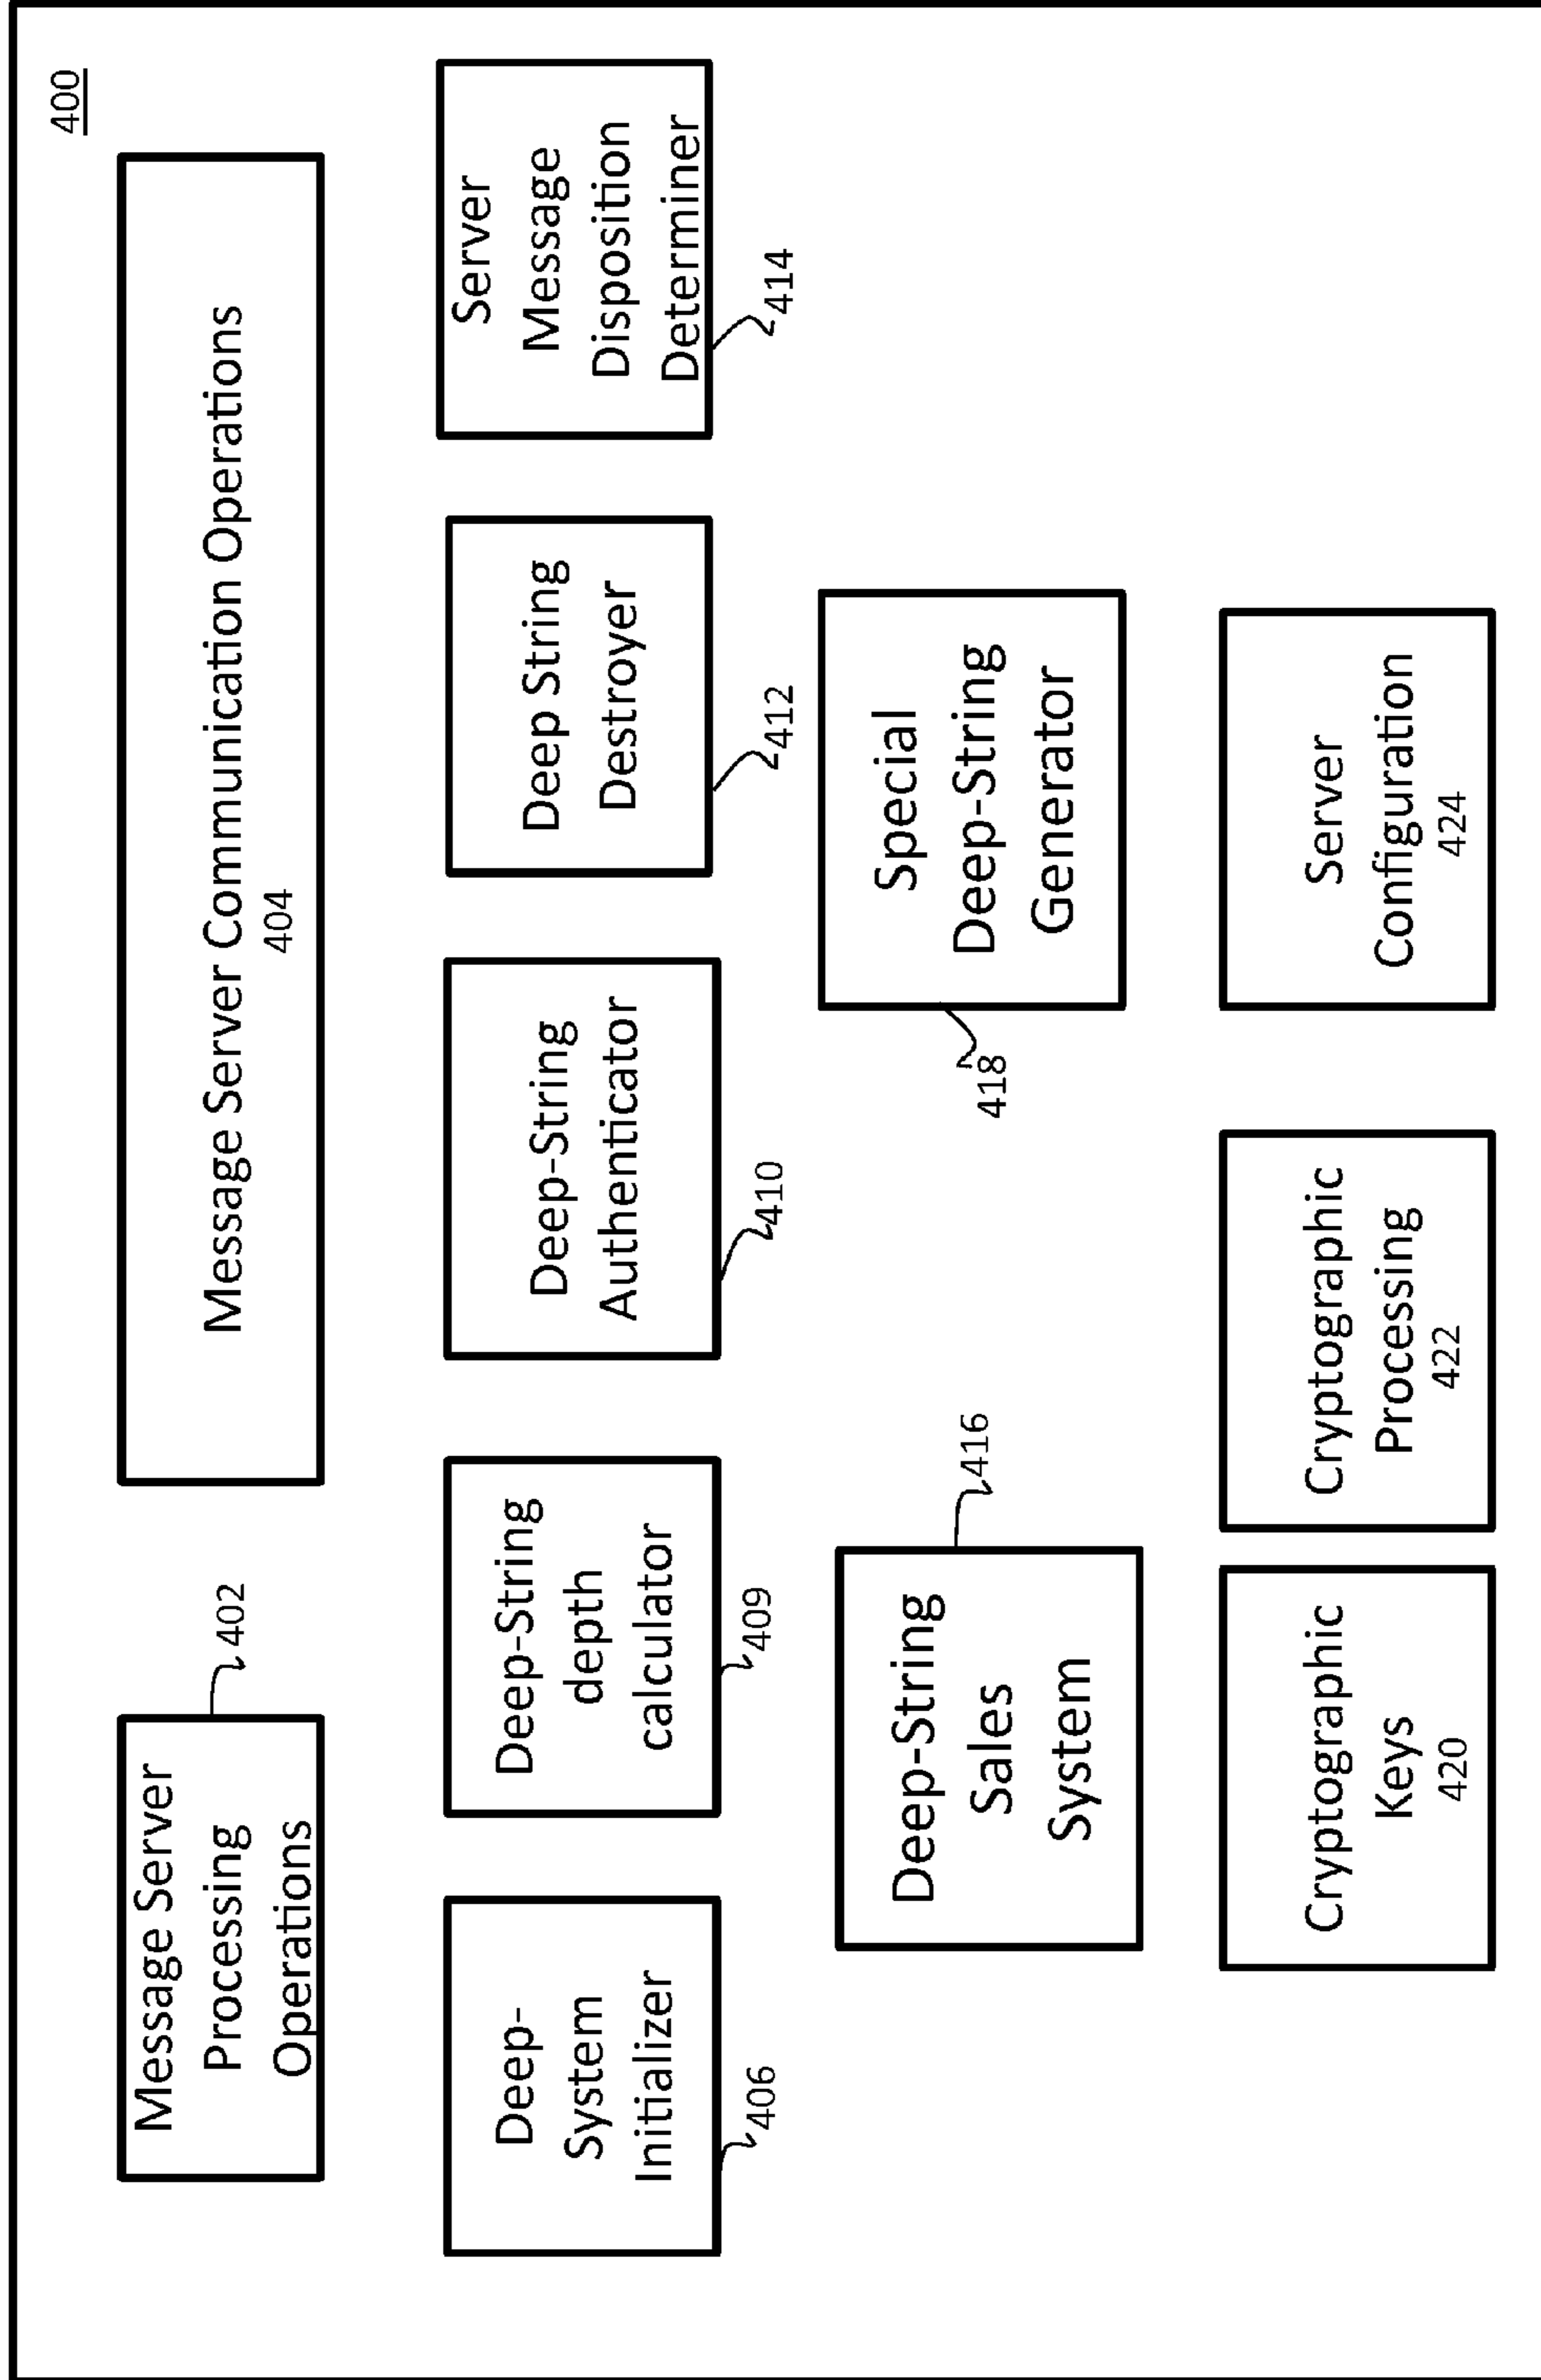 400
Message Server
Processing
Operations
402
Message Server Communication Operations
404
Deep-
System
Initializer
406
Deep-String
depth
calculator
409
Deep-String
Authenticator
410
Deep String
Destroyer
412
Server
Message
Disposition
Determiner
414
Deep-String
Sales
System
416
Special
Deep-String
Generator
418
Cryptographic
Keys
420
Cryptographic
Processing
422
Server
Configuration
424